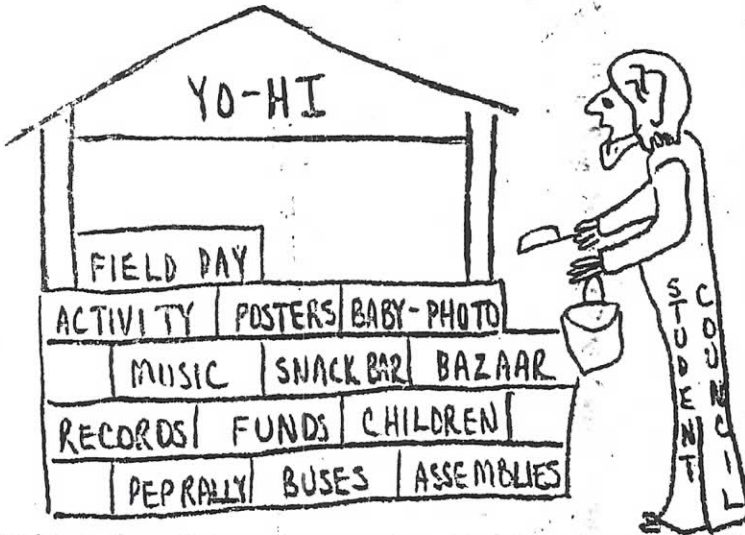 YO-HI
FIELD DAY
ACTIVITY POSTERS BABY-PHOTO
MUSIC SNACK BAR BAZAAR
RECORDS FUNDS CHILDREN
PEP RALLY BUSES ASSEMBLIES
STUDENT
COUNCIL